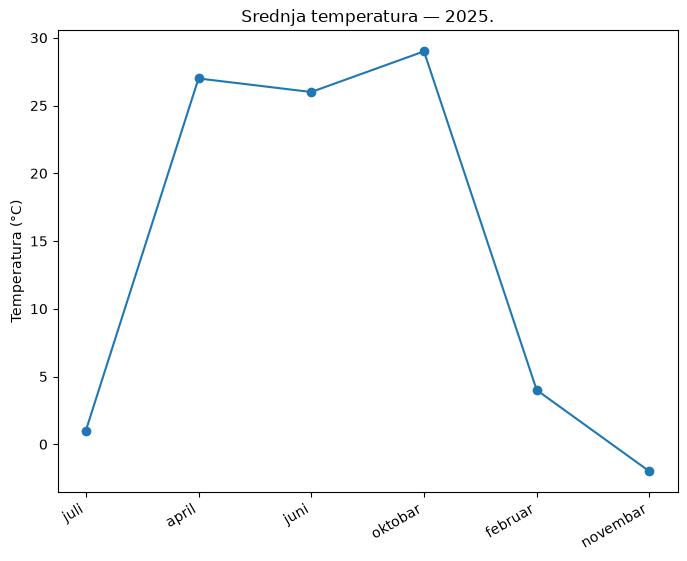 Srednja temperatura — 2025.
Temperatura (°C)
30
25
20
15
10
5
0
juli
april
juni
oktobar
februar
novembar